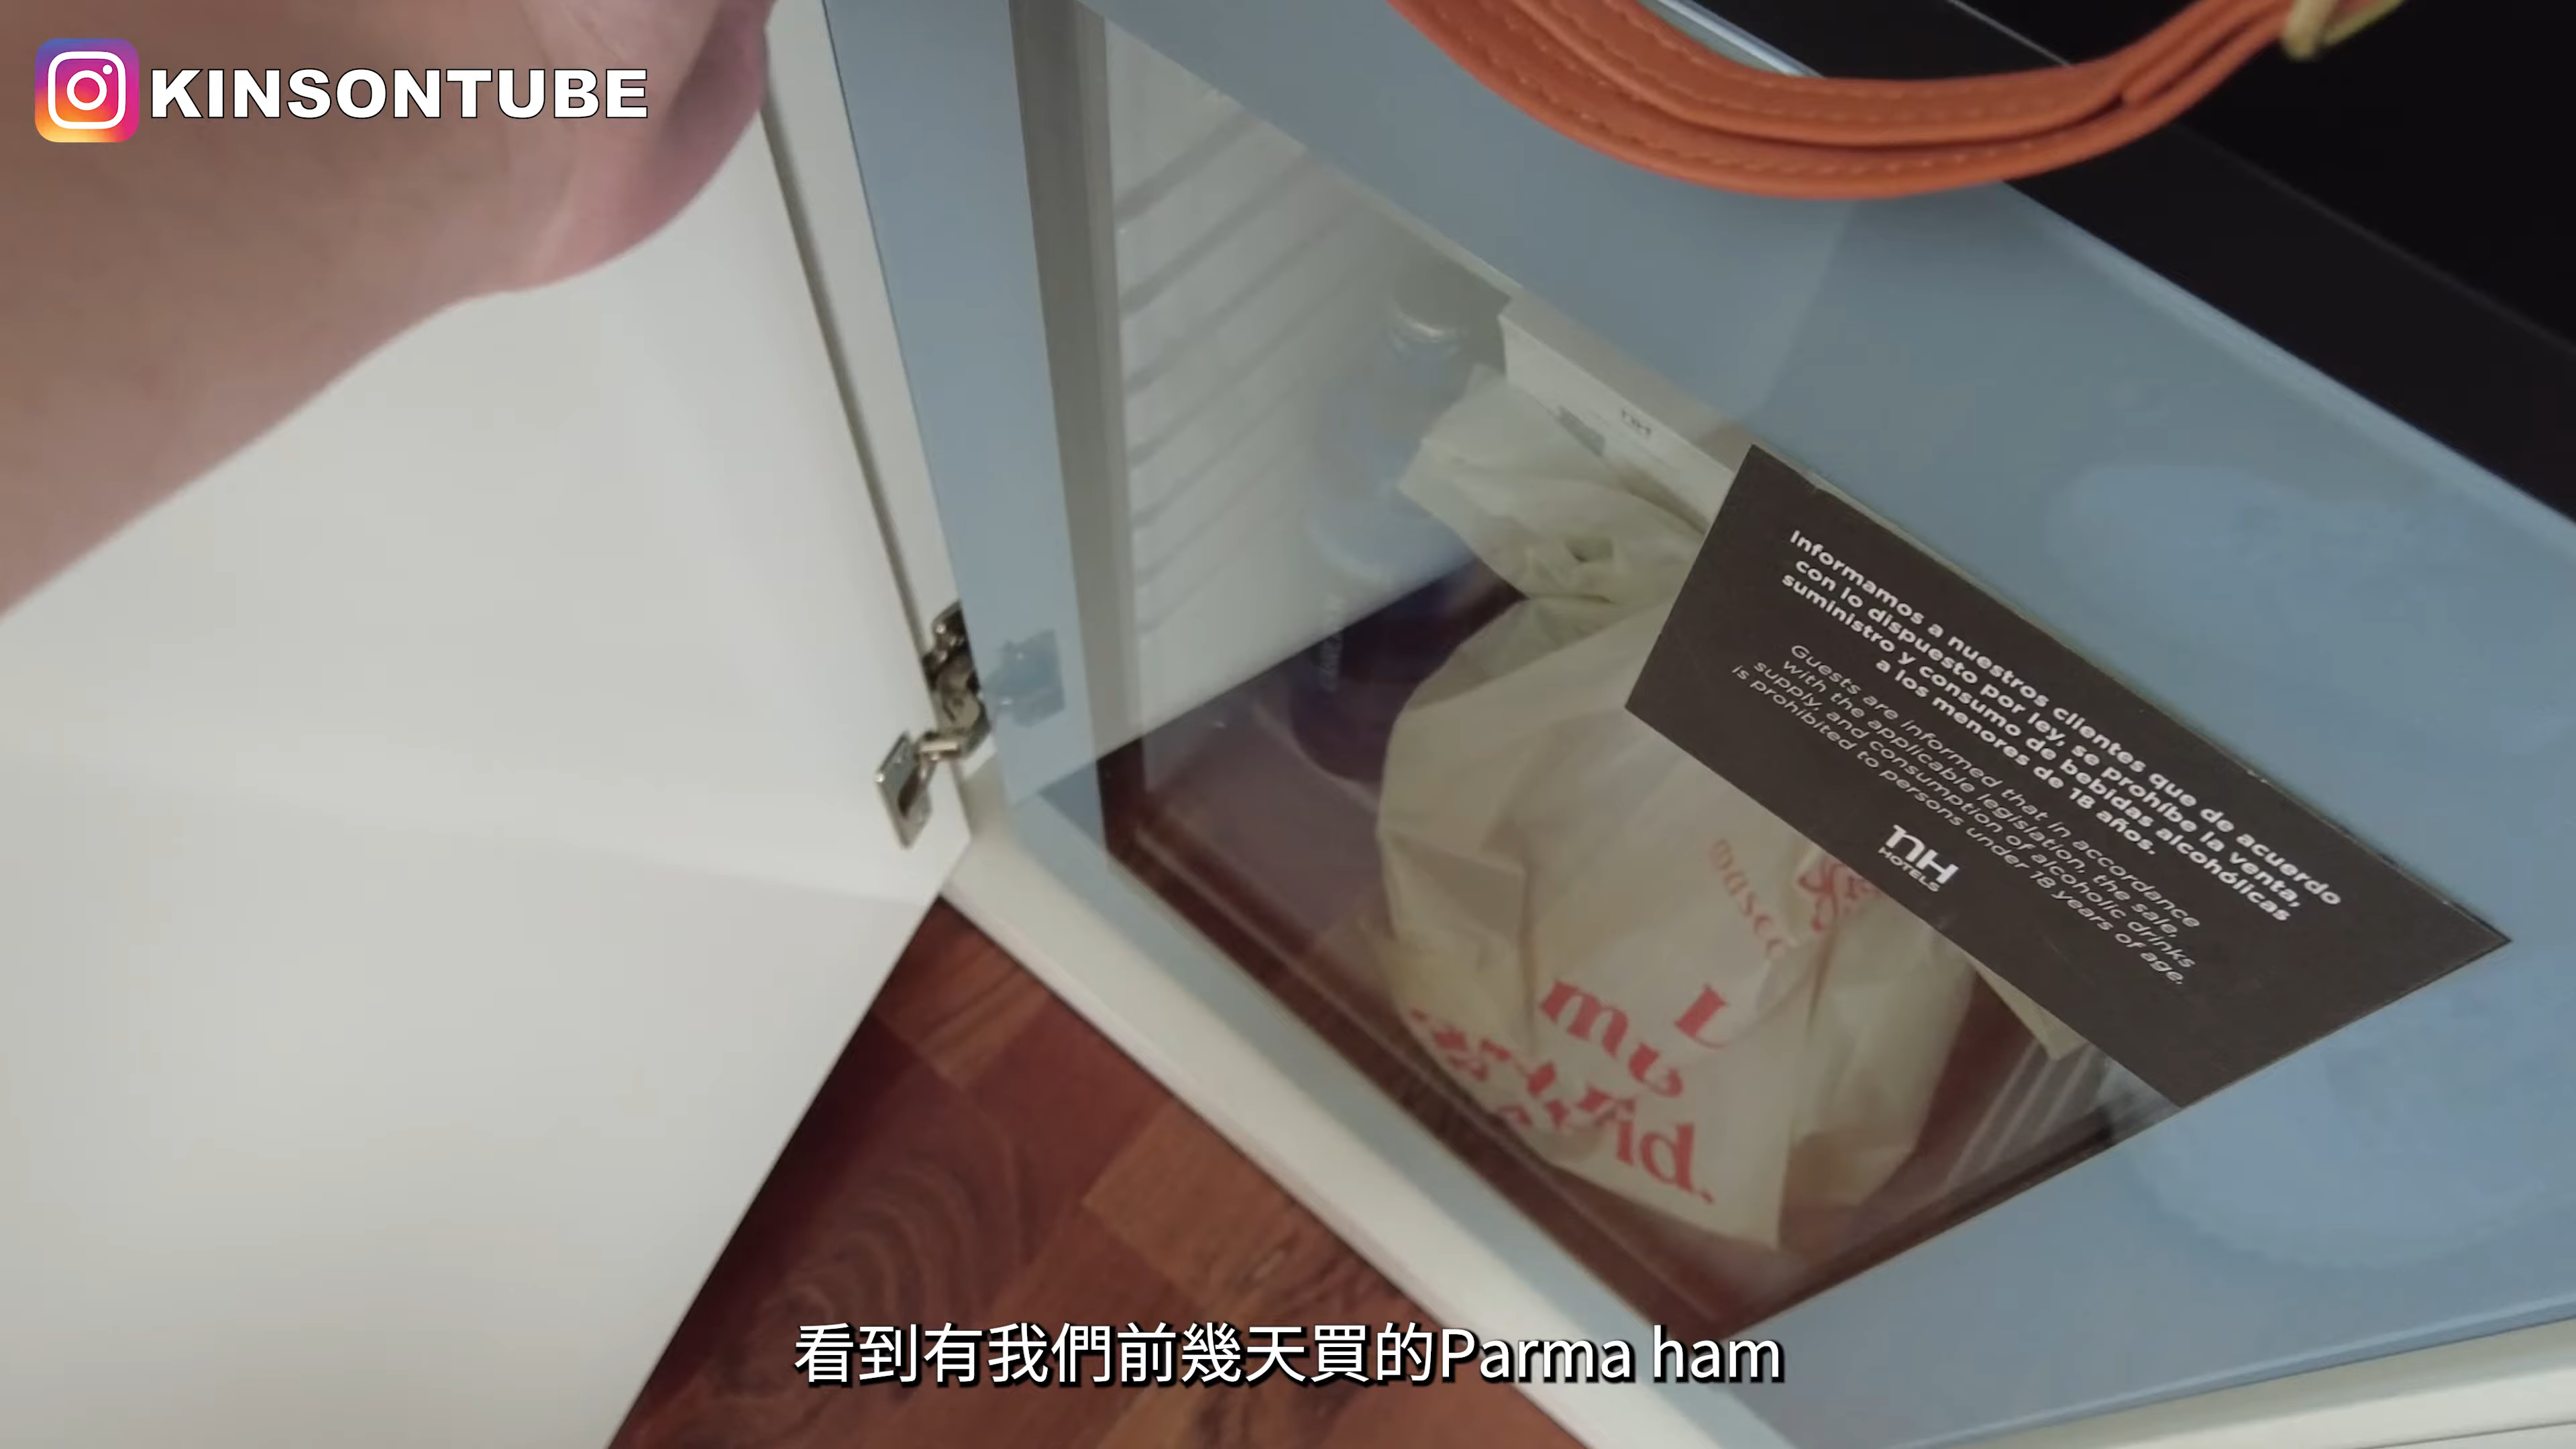 KINSONTUBE
nH
Informamos a nuestros clientes que de acuerdo
con lo dispuesto por ley, se prohíbe la venta,
suministro y consumo de bebidas alcohólicas
a los menores de 18 años.
Guests are informed that in accordance
with the applicable legislation, the sale,
supply, and consumption of alcoholic drinks
is prohibited to persons under 18 years of age.
nH
HOTELS
看到有我們前幾天買的Parma ham